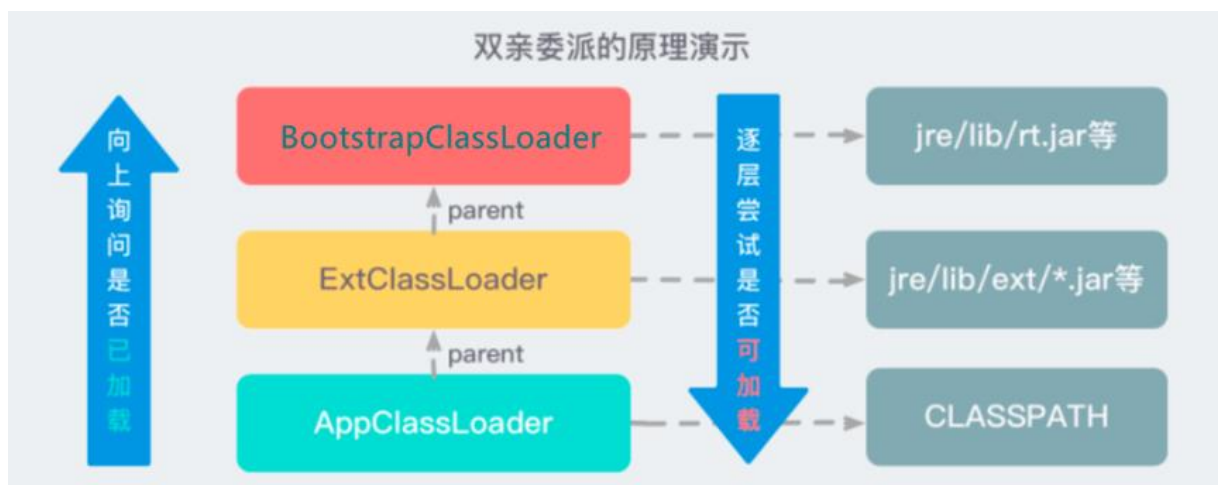 双亲委派的原理演示
向上询问是否已加载
BootstrapClassLoader
逐层尝试是否可加载
jre/lib/rt.jar等
parent
ExtClassLoader
jre/lib/ext/*.jar等
parent
AppClassLoader
CLASSPATH